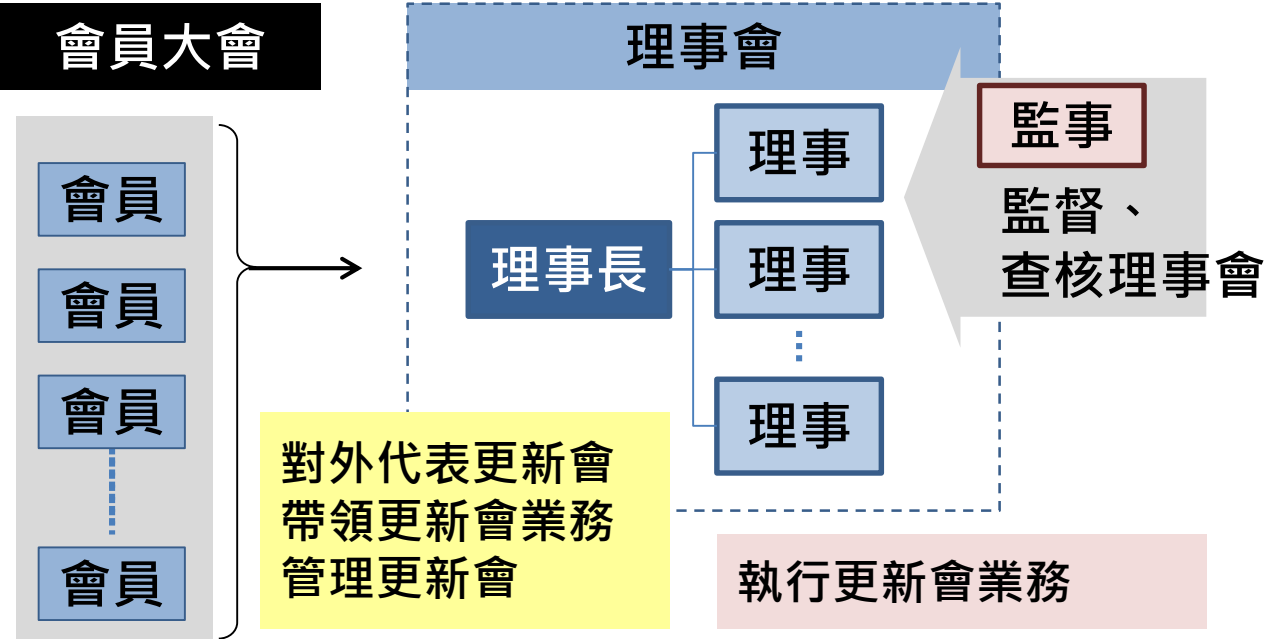 會員大會
會員
會員
會員
會員
理事會
理事長
理事
理事
理事
監事
監督、
查核理事會
對外代表更新會
帶領更新會業務
管理更新會
執行更新會業務